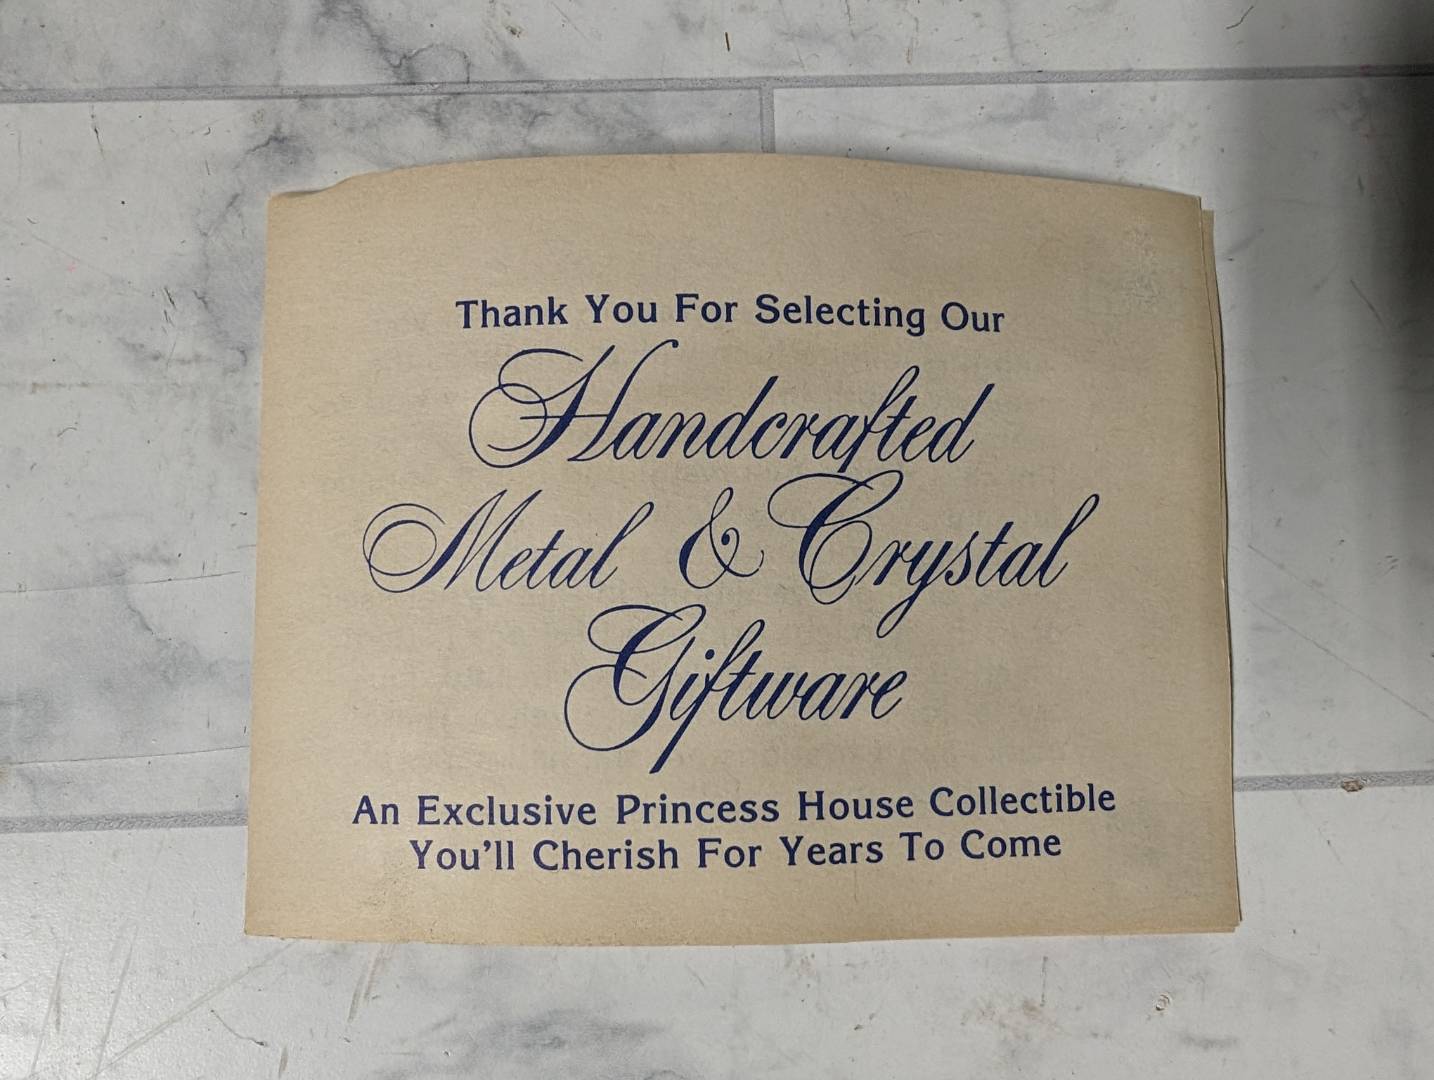 Thank You For Selecting Our
Handcrafted
Metal & Crystal
Giftware
An Exclusive Princess House Collectible
You'll Cherish For Years To Come